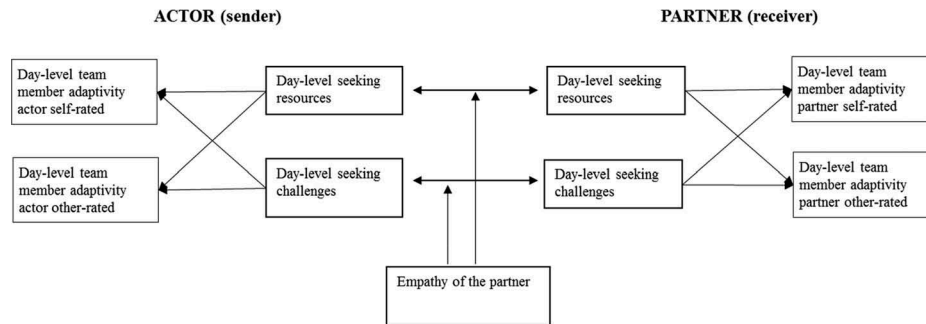 ACTOR (sender)
PARTNER (receiver)
Day-level team
member adaptivity
actor self-rated
Day-level seeking
resources
Day-level seeking
resources
Day-level team
member adaptivity
partner self-rated
Day-level team
member adaptivity
actor other-rated
Day-level seeking
challenges
Day-level seeking
challenges
Day-level team
member adaptivity
partner other-rated
Empathy of the partner